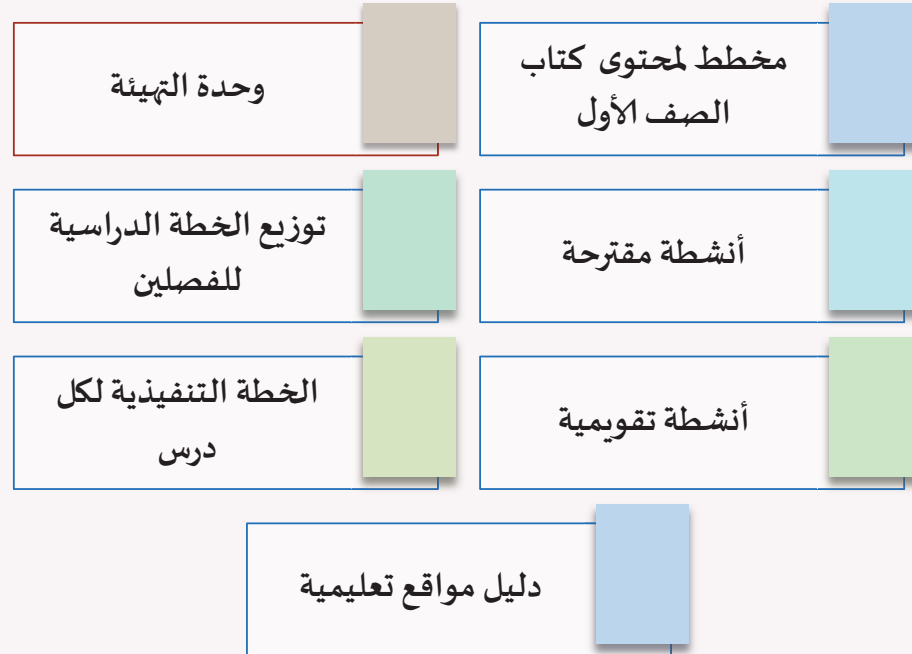 مخطط لمحتوى كتاب
الصف الأول
وحدة التهيئة
أنشطة مقترحة
توزيع الخطة الدراسية
للفصلين
أنشطة تقويمية
الخطة التنفيذية لكل
درس
دليل مواقع تعليمية